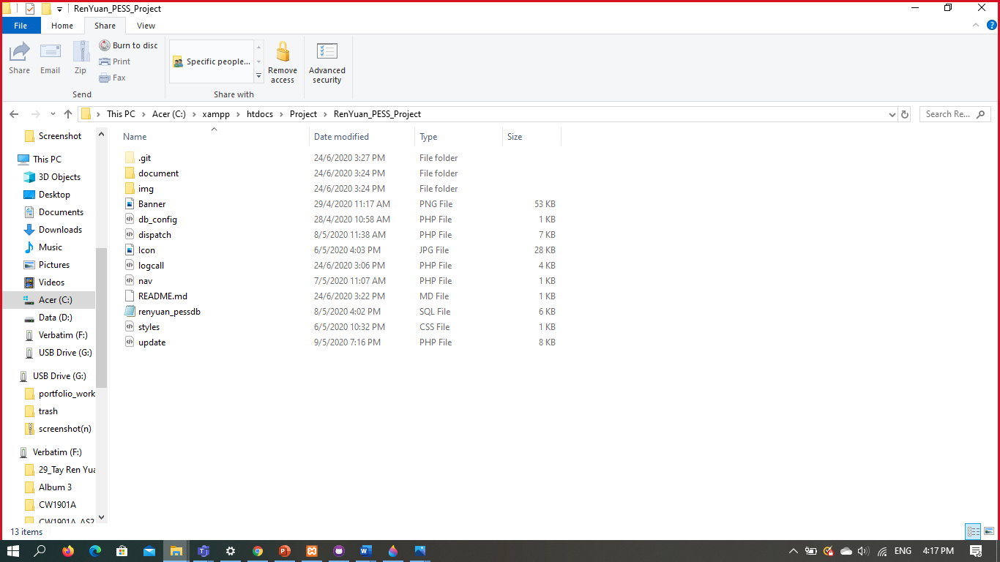 RenYuan_PESS_Project
File Home Share View
Share Email Zip Burn to disc Print Fax
Send
Specific people...
Share with
Remove access
Advanced security
This PC Acer (C:) xampp htdocs Project RenYuan_PESS_Project
Search Re...
Name Date modified Type Size
.git 24/6/2020 3:27 PM File folder
document 24/6/2020 3:24 PM File folder
img 24/6/2020 3:24 PM File folder
Banner 29/4/2020 11:17 AM PNG File 53 KB
db_config 28/4/2020 10:58 AM PHP File 1 KB
dispatch 8/5/2020 11:38 AM PHP File 7 KB
Icon 6/5/2020 4:03 PM JPG File 28 KB
logcall 24/6/2020 3:06 PM PHP File 4 KB
nav 7/5/2020 11:07 AM PHP File 1 KB
README.md 24/6/2020 3:22 PM MD File 1 KB
renyuan_pessdb 8/5/2020 4:02 PM SQL File 6 KB
styles 6/5/2020 10:32 PM CSS File 1 KB
update 9/5/2020 7:16 PM PHP File 8 KB
Screenshot
This PC
3D Objects
Desktop
Documents
Downloads
Music
Pictures
Videos
Acer (C:)
Data (D:)
Verbatim (F:)
USB Drive (G:)
USB Drive (G:)
portfolio_work
trash
screenshot(n)
Verbatim (F:)
29_Tay Ren Yua
Album 3
CW1901A
CW1901A_AS2
13 items
ENG 4:17 PM